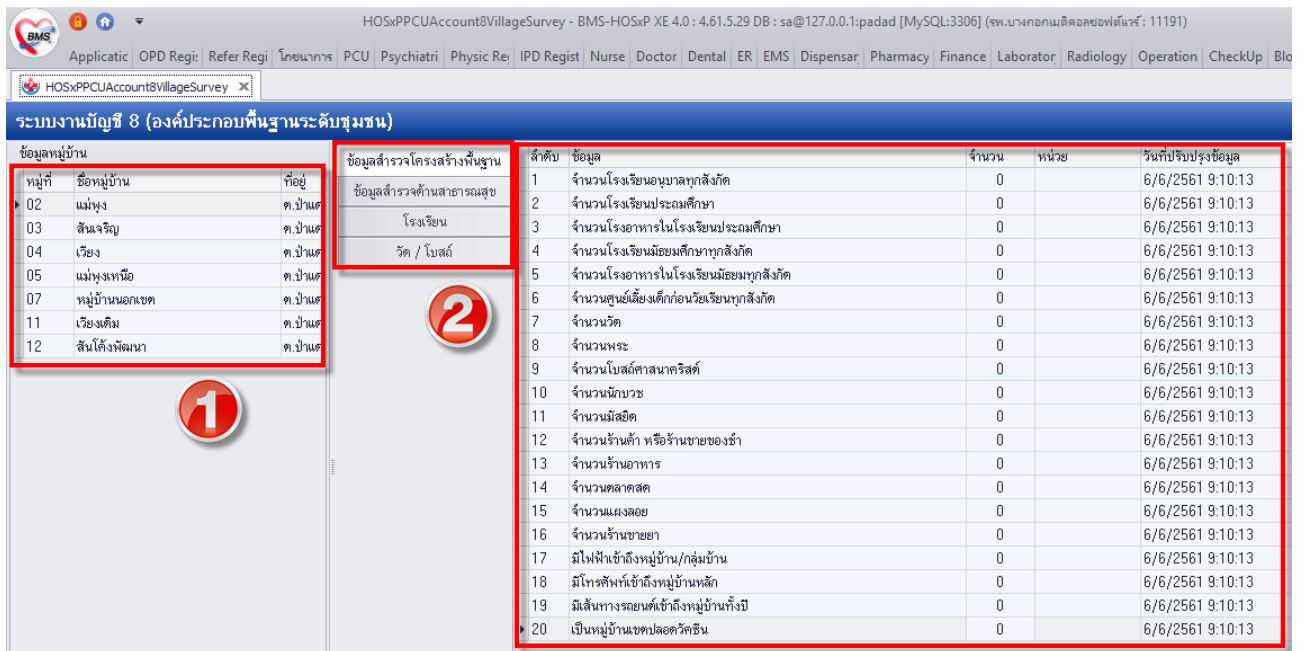 HOSxPPCUAccount8VillageSurvey - BMS-HOSxP XE 4.0 : 4.61.5.29 DB : sa@127.0.0.1:padad [MySQL:3306] (รพ.บางกอกเมดิคอลซอฟต์แวร์ : 11191)
BMS
Applicatic OPD Regi: Refer Regi โภชนาการ PCU Psychiatri Physic Re IPD Regist Nurse Doctor Dental ER EMS Dispensar Pharmacy Finance Laborator Radiology Operation CheckUp Blo
HOSxPPCUAccount8VillageSurvey
ระบบงานบัญชี 8 (องค์ประกอบพื้นฐานระดับชุมชน)
ข้อมูลหมู่บ้าน
หมู่ที่ ชื่อหมู่บ้าน ที่อยู่
02 แม่พุง ต.ป่าแด
03 สันเจริญ ต.ป่าแด
04 เวียง ต.ป่าแด
05 แม่พุงเหนือ ต.ป่าแด
07 หมู่บ้านนอกเขต ต.ป่าแด
11 เวียงเดิม ต.ป่าแด
12 สันโค้งพัฒนา ต.ป่าแด
1
ข้อมูลสำรวจโครงสร้างพื้นฐาน
ข้อมูลสำรวจด้านสาธารณสุข
โรงเรียน
วัด / โบสถ์
2
ลำดับ ข้อมูล จำนวน หน่วย วันที่ปรับปรุงข้อมูล
1 จำนวนโรงเรียนอนุบาลทุกสังกัด 0 6/6/2561 9:10:13
2 จำนวนโรงเรียนประถมศึกษา 0 6/6/2561 9:10:13
3 จำนวนโรงอาหารในโรงเรียนประถมศึกษา 0 6/6/2561 9:10:13
4 จำนวนโรงเรียนมัธยมศึกษาทุกสังกัด 0 6/6/2561 9:10:13
5 จำนวนโรงอาหารในโรงเรียนมัธยมทุกสังกัด 0 6/6/2561 9:10:13
6 จำนวนศูนย์เลี้ยงเด็กก่อนวัยเรียนทุกสังกัด 0 6/6/2561 9:10:13
7 จำนวนวัด 0 6/6/2561 9:10:13
8 จำนวนพระ 0 6/6/2561 9:10:13
9 จำนวนโบสถ์ศาสนาคริสต์ 0 6/6/2561 9:10:13
10 จำนวนนักบวช 0 6/6/2561 9:10:13
11 จำนวนมัสยิด 0 6/6/2561 9:10:13
12 จำนวนร้านค้า หรือร้านขายของชำ 0 6/6/2561 9:10:13
13 จำนวนร้านอาหาร 0 6/6/2561 9:10:13
14 จำนวนตลาดสด 0 6/6/2561 9:10:13
15 จำนวนแผงลอย 0 6/6/2561 9:10:13
16 จำนวนร้านขายยา 0 6/6/2561 9:10:13
17 มีไฟฟ้าเข้าถึงหมู่บ้าน/กลุ่มบ้าน 0 6/6/2561 9:10:13
18 มีโทรศัพท์เข้าถึงหมู่บ้านหลัก 0 6/6/2561 9:10:13
19 มีเส้นทางรถยนต์เข้าถึงหมู่บ้านทั้งปี 0 6/6/2561 9:10:13
20 เป็นหมู่บ้านเขตปลอดวัคซีน 0 6/6/2561 9:10:13